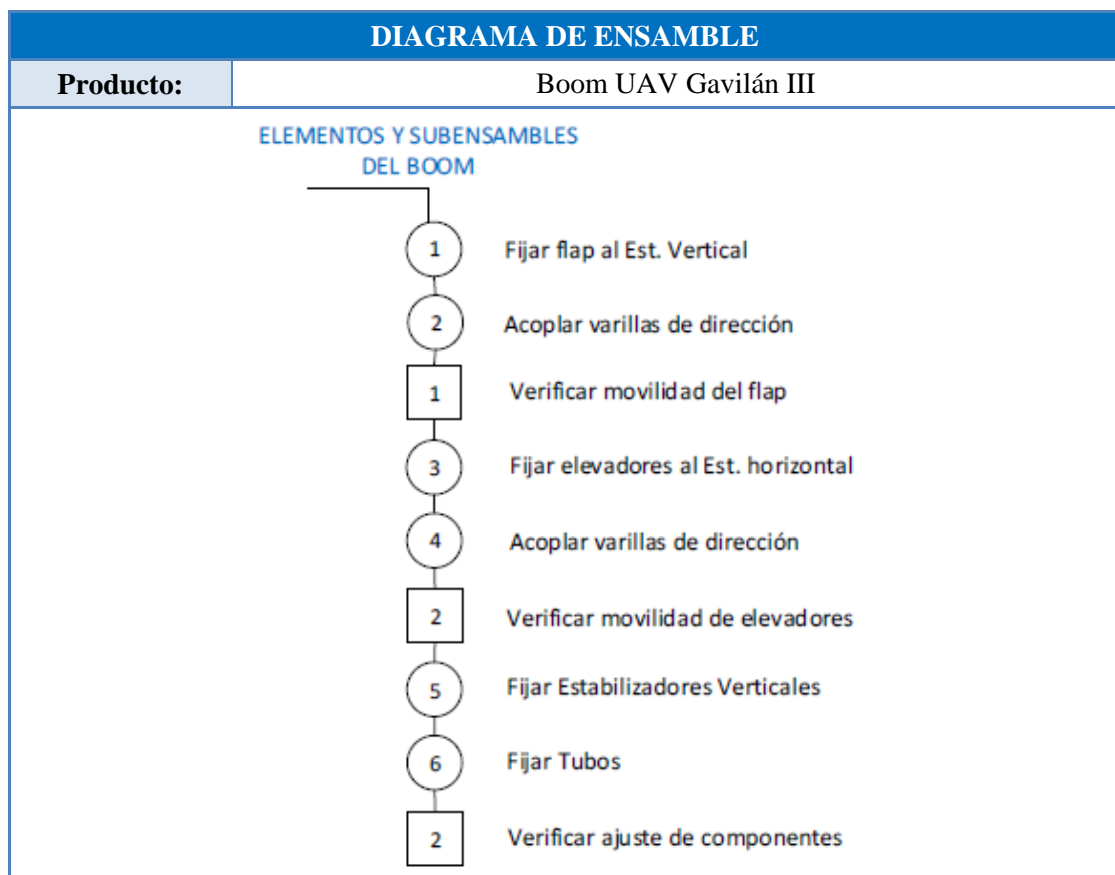 DIAGRAMA DE ENSAMBLE
Producto: Boom UAV Gavilán III
ELEMENTOS Y SUBENSAMBLES
DEL BOOM
1 Fijar flap al Est. Vertical
2 Acoplar varillas de dirección
1 Verificar movilidad del flap
3 Fijar elevadores al Est. horizontal
4 Acoplar varillas de dirección
2 Verificar movilidad de elevadores
5 Fijar Estabilizadores Verticales
6 Fijar Tubos
2 Verificar ajuste de componentes